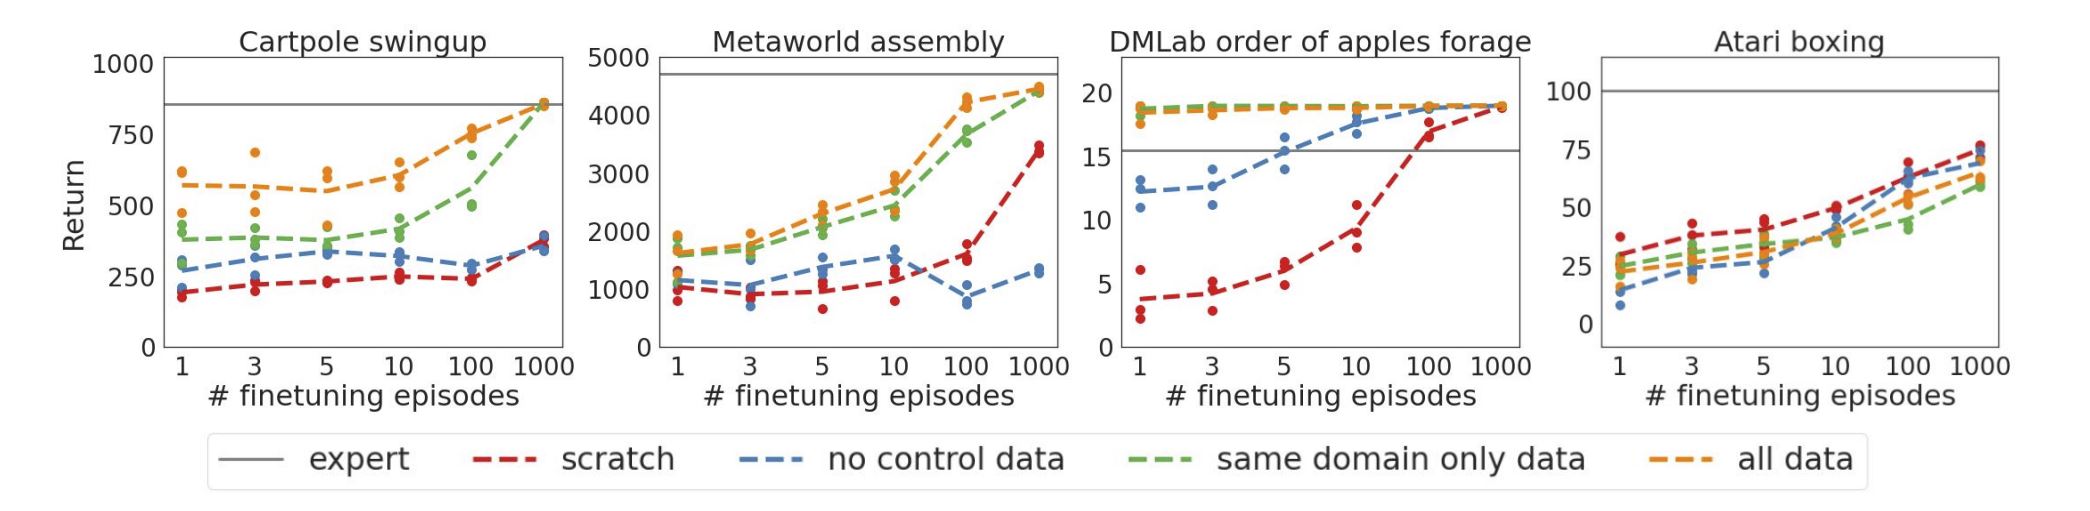 Cartpole swingup
1000
750
500
250
0
Return
1 3 5 10 100 1000
# finetuning episodes
Metaworld assembly
5000
4000
3000
2000
1000
0
1 3 5 10 100 1000
# finetuning episodes
DMLab order of apples forage
20
15
10
5
0
1 3 5 10 100 1000
# finetuning episodes
Atari boxing
100
75
50
25
0
1 3 5 10 100 1000
# finetuning episodes
expert scratch no control data same domain only data all data